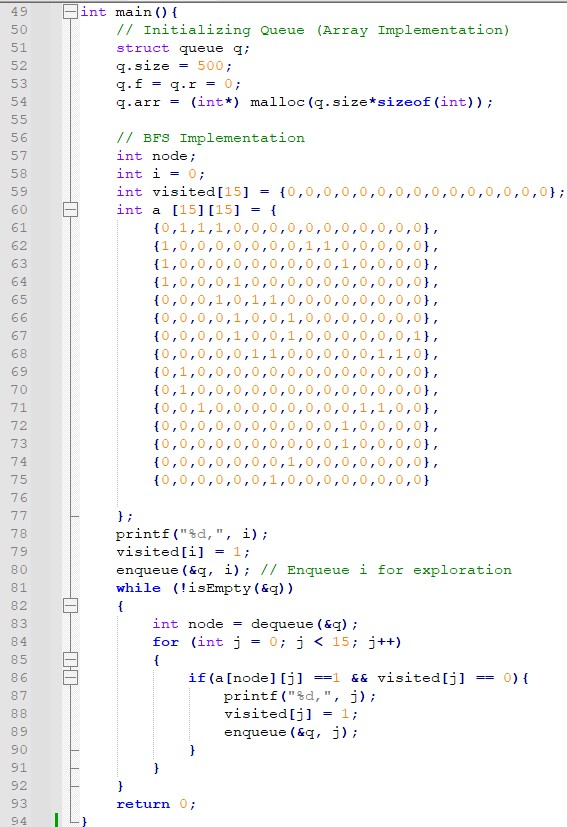 49 int main(){
50 // Initializing Queue (Array Implementation)
51 struct queue q;
52 q.size = 500;
53 q.f = q.r = 0;
54 q.arr = (int*) malloc(q.size*sizeof(int));
55
56 // BFS Implementation
57 int node;
58 int i = 0;
59 int visited[15] = {0,0,0,0,0,0,0,0,0,0,0,0,0,0,0};
60 int a [15][15] = {
61 {0,1,1,1,0,0,0,0,0,0,0,0,0,0,0},
62 {1,0,0,0,0,0,0,0,1,1,0,0,0,0,0},
63 {1,0,0,0,0,0,0,0,0,0,1,0,0,0,0},
64 {1,0,0,0,1,0,0,0,0,0,0,0,0,0,0},
65 {0,0,0,1,0,1,1,0,0,0,0,0,0,0,0},
66 {0,0,0,0,1,0,0,1,0,0,0,0,0,0,0},
67 {0,0,0,0,1,0,0,1,0,0,0,0,0,0,1},
68 {0,0,0,0,0,1,1,0,0,0,0,0,1,1,0},
69 {0,1,0,0,0,0,0,0,0,0,0,0,0,0,0},
70 {0,1,0,0,0,0,0,0,0,0,0,0,0,0,0},
71 {0,0,1,0,0,0,0,0,0,0,0,1,1,0,0},
72 {0,0,0,0,0,0,0,0,0,0,1,0,0,0,0},
73 {0,0,0,0,0,0,0,0,0,0,1,0,0,0,0},
74 {0,0,0,0,0,0,0,1,0,0,0,0,0,0,0},
75 {0,0,0,0,0,0,1,0,0,0,0,0,0,0,0}
76
77 };
78 printf("%d,", i);
79 visited[i] = 1;
80 enqueue(&q, i); // Enqueue i for exploration
81 while (!isEmpty(&q))
82 {
83 int node = dequeue(&q);
84 for (int j = 0; j < 15; j++)
85 {
86 if(a[node][j] ==1 && visited[j] == 0){
87 printf("%d,", j);
88 visited[j] = 1;
89 enqueue(&q, j);
90 }
91 }
92 }
93 return 0;
94 }